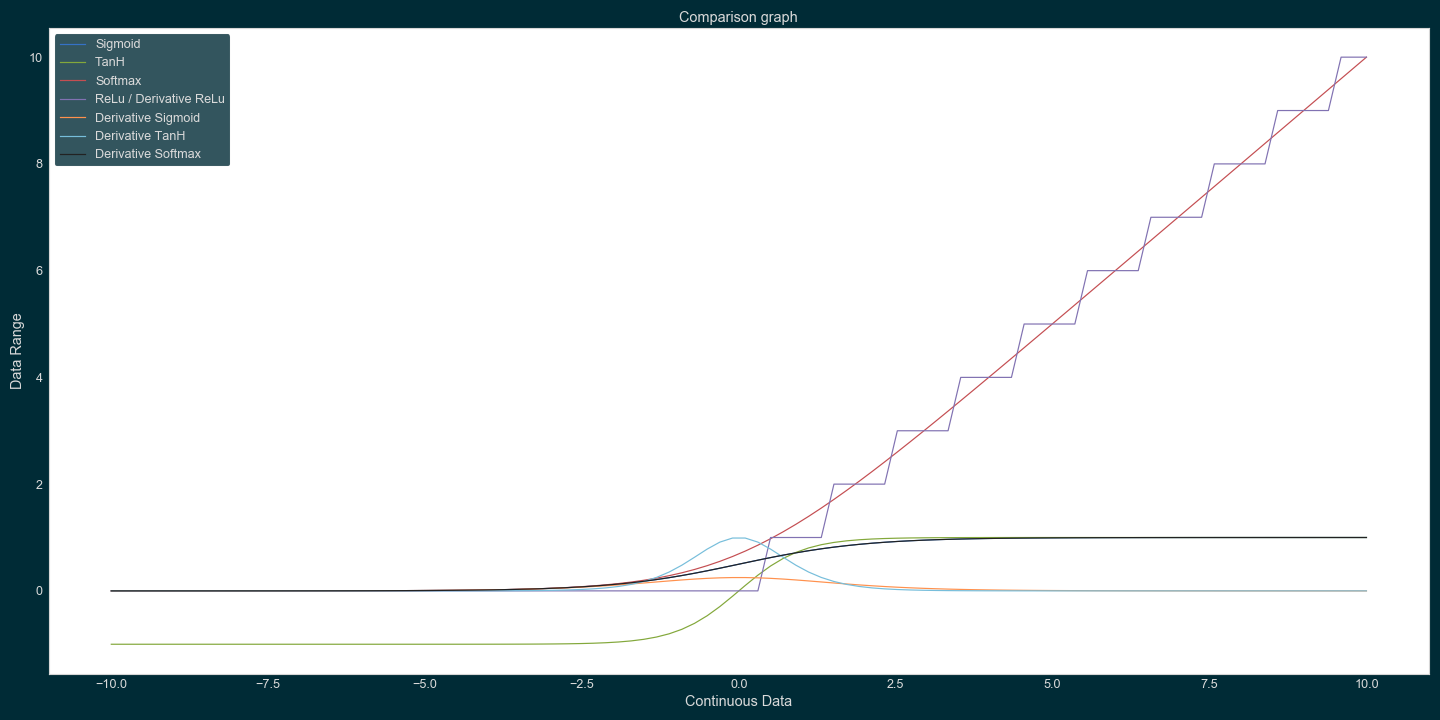 Comparison graph
Sigmoid
TanH
Softmax
ReLu / Derivative ReLu
Derivative Sigmoid
Derivative TanH
Derivative Softmax
10
8
6
4
2
0
Data Range
−10.0 −7.5 −5.0 −2.5 0.0 2.5 5.0 7.5 10.0
Continuous Data